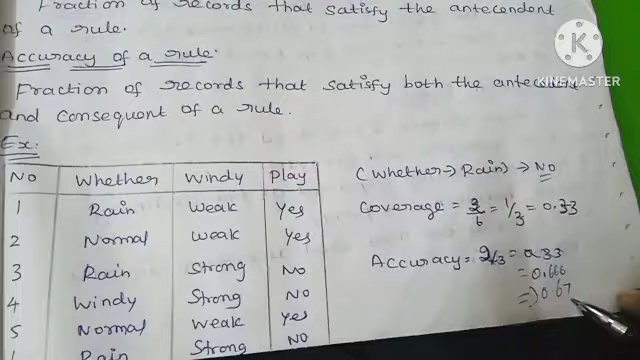 Fraction of records that satisfy the antecedent
of a rule.
Accuracy of a rule.
KINEMASTER
Fraction of records that satisfy both the antecedent
and consequent of a rule.
Ex:
NO Whether Windy Play
1 Rain Weak Yes
2 Normal Weak Yes
3 Rain Strong NO
4 Windy Strong NO
5 Normal Weak Yes
Rain Strong NO
(Whether → Rain) → NO
Coverage = 2/6 = 1/3 = 0.33
Accuracy = 2/3 = 0.33
= 0.666
=> 0.67